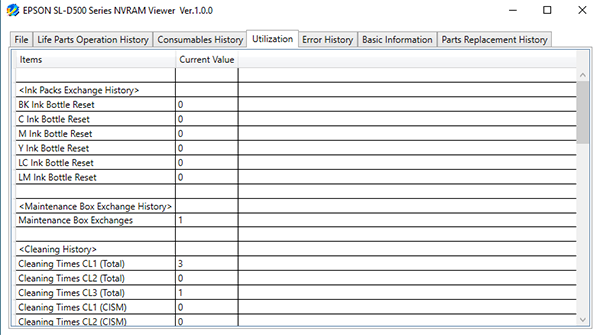 EPSON SL-D500 Series NVRAM Viewer Ver.1.0.0
File Life Parts Operation History Consumables History Utilization Error History Basic Information Parts Replacement History
Items Current Value
<Ink Packs Exchange History>
BK Ink Bottle Reset 0
C Ink Bottle Reset 0
M Ink Bottle Reset 0
Y Ink Bottle Reset 0
LC Ink Bottle Reset 0
LM Ink Bottle Reset 0
<Maintenance Box Exchange History>
Maintenance Box Exchanges 1
<Cleaning History>
Cleaning Times CL1 (Total) 3
Cleaning Times CL2 (Total) 0
Cleaning Times CL3 (Total) 1
Cleaning Times CL1 (CISM) 0
Cleaning Times CL2 (CISM) 0